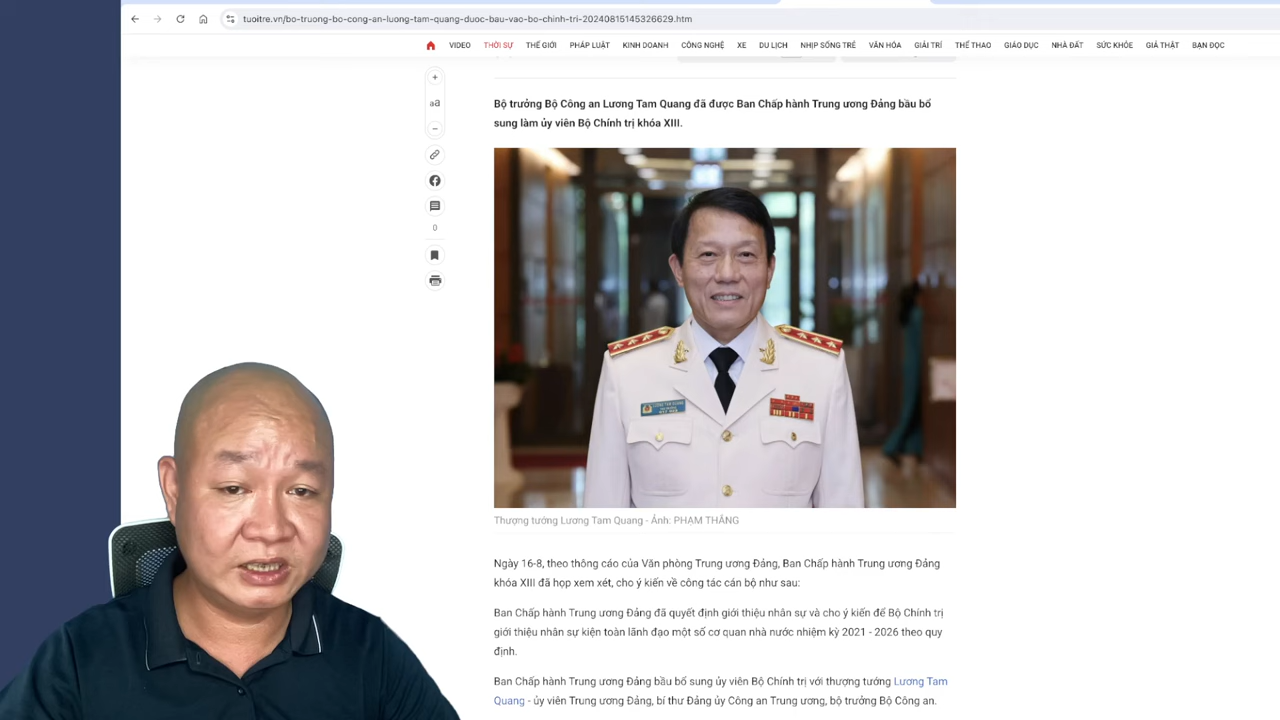 tuoitre.vn/bo-truong-bo-cong-an-luong-tam-quang-duoc-bau-vao-bo-chinh-tri-20240815145326629.htm
VIDEO THỜI SỰ THẾ GIỚI PHÁP LUẬT KINH DOANH CÔNG NGHỆ XE DU LỊCH NHỊP SỐNG TRẺ VĂN HÓA GIẢI TRÍ THỂ THAO GIÁO DỤC NHÀ ĐẤT SỨC KHỎE GIẢ THẬT BẠN ĐỌC
+
aA
−
0
Bộ trưởng Bộ Công an Lương Tam Quang đã được Ban Chấp hành Trung ương Đảng bầu bổ
sung làm ủy viên Bộ Chính trị khóa XIII.
LƯƠNG TAM QUANG
Thượng tướng Lương Tam Quang - Ảnh: PHẠM THẮNG
Ngày 16-8, theo thông cáo của Văn phòng Trung ương Đảng, Ban Chấp hành Trung ương Đảng
khóa XIII đã họp xem xét, cho ý kiến về công tác cán bộ như sau:
Ban Chấp hành Trung ương Đảng đã quyết định giới thiệu nhân sự và cho ý kiến để Bộ Chính trị
giới thiệu nhân sự kiện toàn lãnh đạo một số cơ quan nhà nước nhiệm kỳ 2021 - 2026 theo quy
định.
Ban Chấp hành Trung ương Đảng bầu bổ sung ủy viên Bộ Chính trị với thượng tướng Lương Tam
Quang - ủy viên Trung ương Đảng, bí thư Đảng ủy Công an Trung ương, bộ trưởng Bộ Công an.